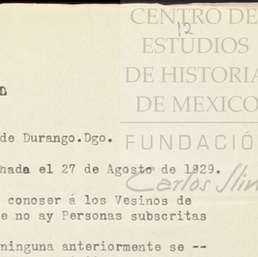 CENTRO DE
12
ESTUDIOS
DE HISTORIA
DE MEXICO
FUNDACIÓ
Carlos Slim
de Durango.Dgo.
hada el 27 de Agosto de 1929.
conoser á los Vesinos de
e no ay Personas subscritas
ninguna anteriormente se --